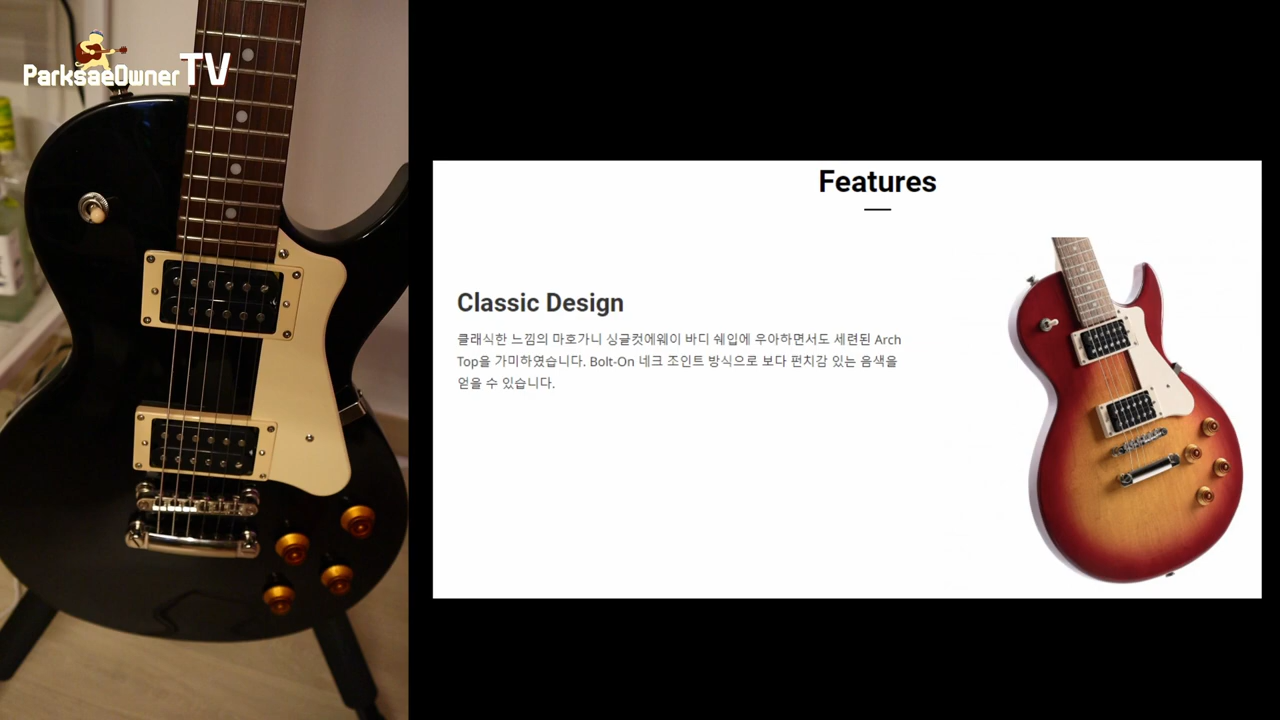 ParksaeOwner TV
Features
Classic Design
클래식한 느낌의 마호가니 싱글컷에웨이 바디 쉐입에 우아하면서도 세련된 Arch
Top을 가미하였습니다. Bolt-On 네크 조인트 방식으로 보다 펀치감 있는 음색을
얻을 수 있습니다.